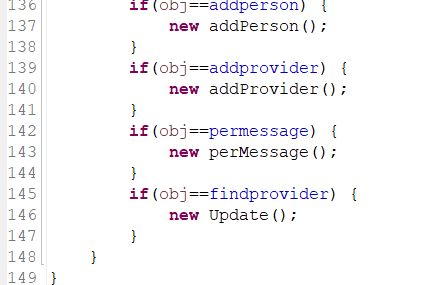 136        if(obj==addperson) {
137            new addPerson();
138        }
139        if(obj==addprovider) {
140            new addProvider();
141        }
142        if(obj==permessage) {
143            new perMessage();
144        }
145        if(obj==findprovider) {
146            new Update();
147        }
148    }
149 }